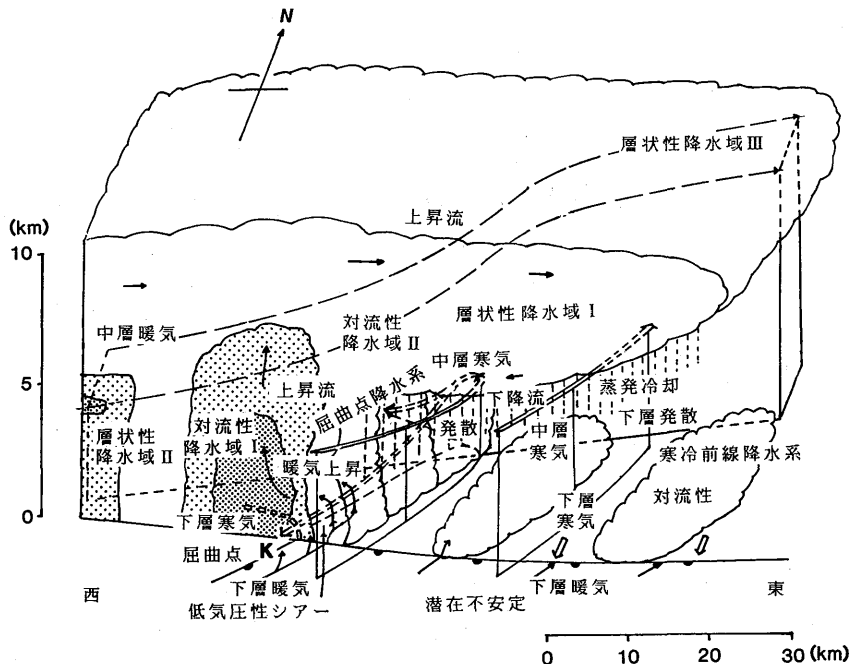 N
層状性降水域III
上昇流
(km)
10
5
0
中層暖気
対流性
降水域II
層状性降水域I
中層寒気
上昇流
屈曲点降水系
下降流
蒸発冷却
発散
中層
寒気
下層発散
層状性
降水域II
対流性
降水域I
暖気上昇
寒冷前線降水系
対流性
下層寒気
下層
寒気
屈曲点
K
下層暖気
低気圧性シアー
潜在不安定
下層暖気
西
東
0 10 20 30 (km)